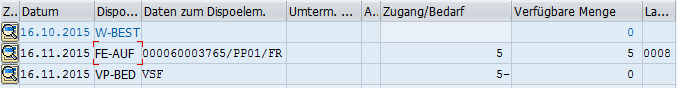 Z.. Datum Dispo... Daten zum Dispoelem. Umterm. ... A.. Zugang/Bedarf Verfügbare Menge La...
16.10.2015 W-BEST 0
16.11.2015 FE-AUF 000060003765/PP01/FR 5 5 0008
16.11.2015 VP-BED VSF 5- 0